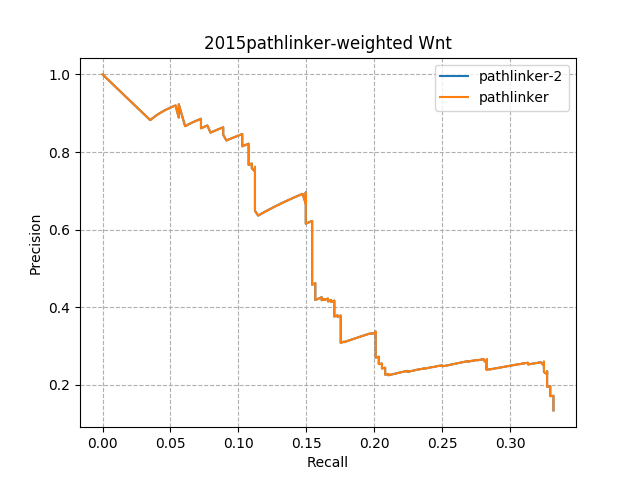 2015pathlinker-weighted Wnt
pathlinker-2
pathlinker
Precision
1.0
0.8
0.6
0.4
0.2
0.00 0.05 0.10 0.15 0.20 0.25 0.30
Recall